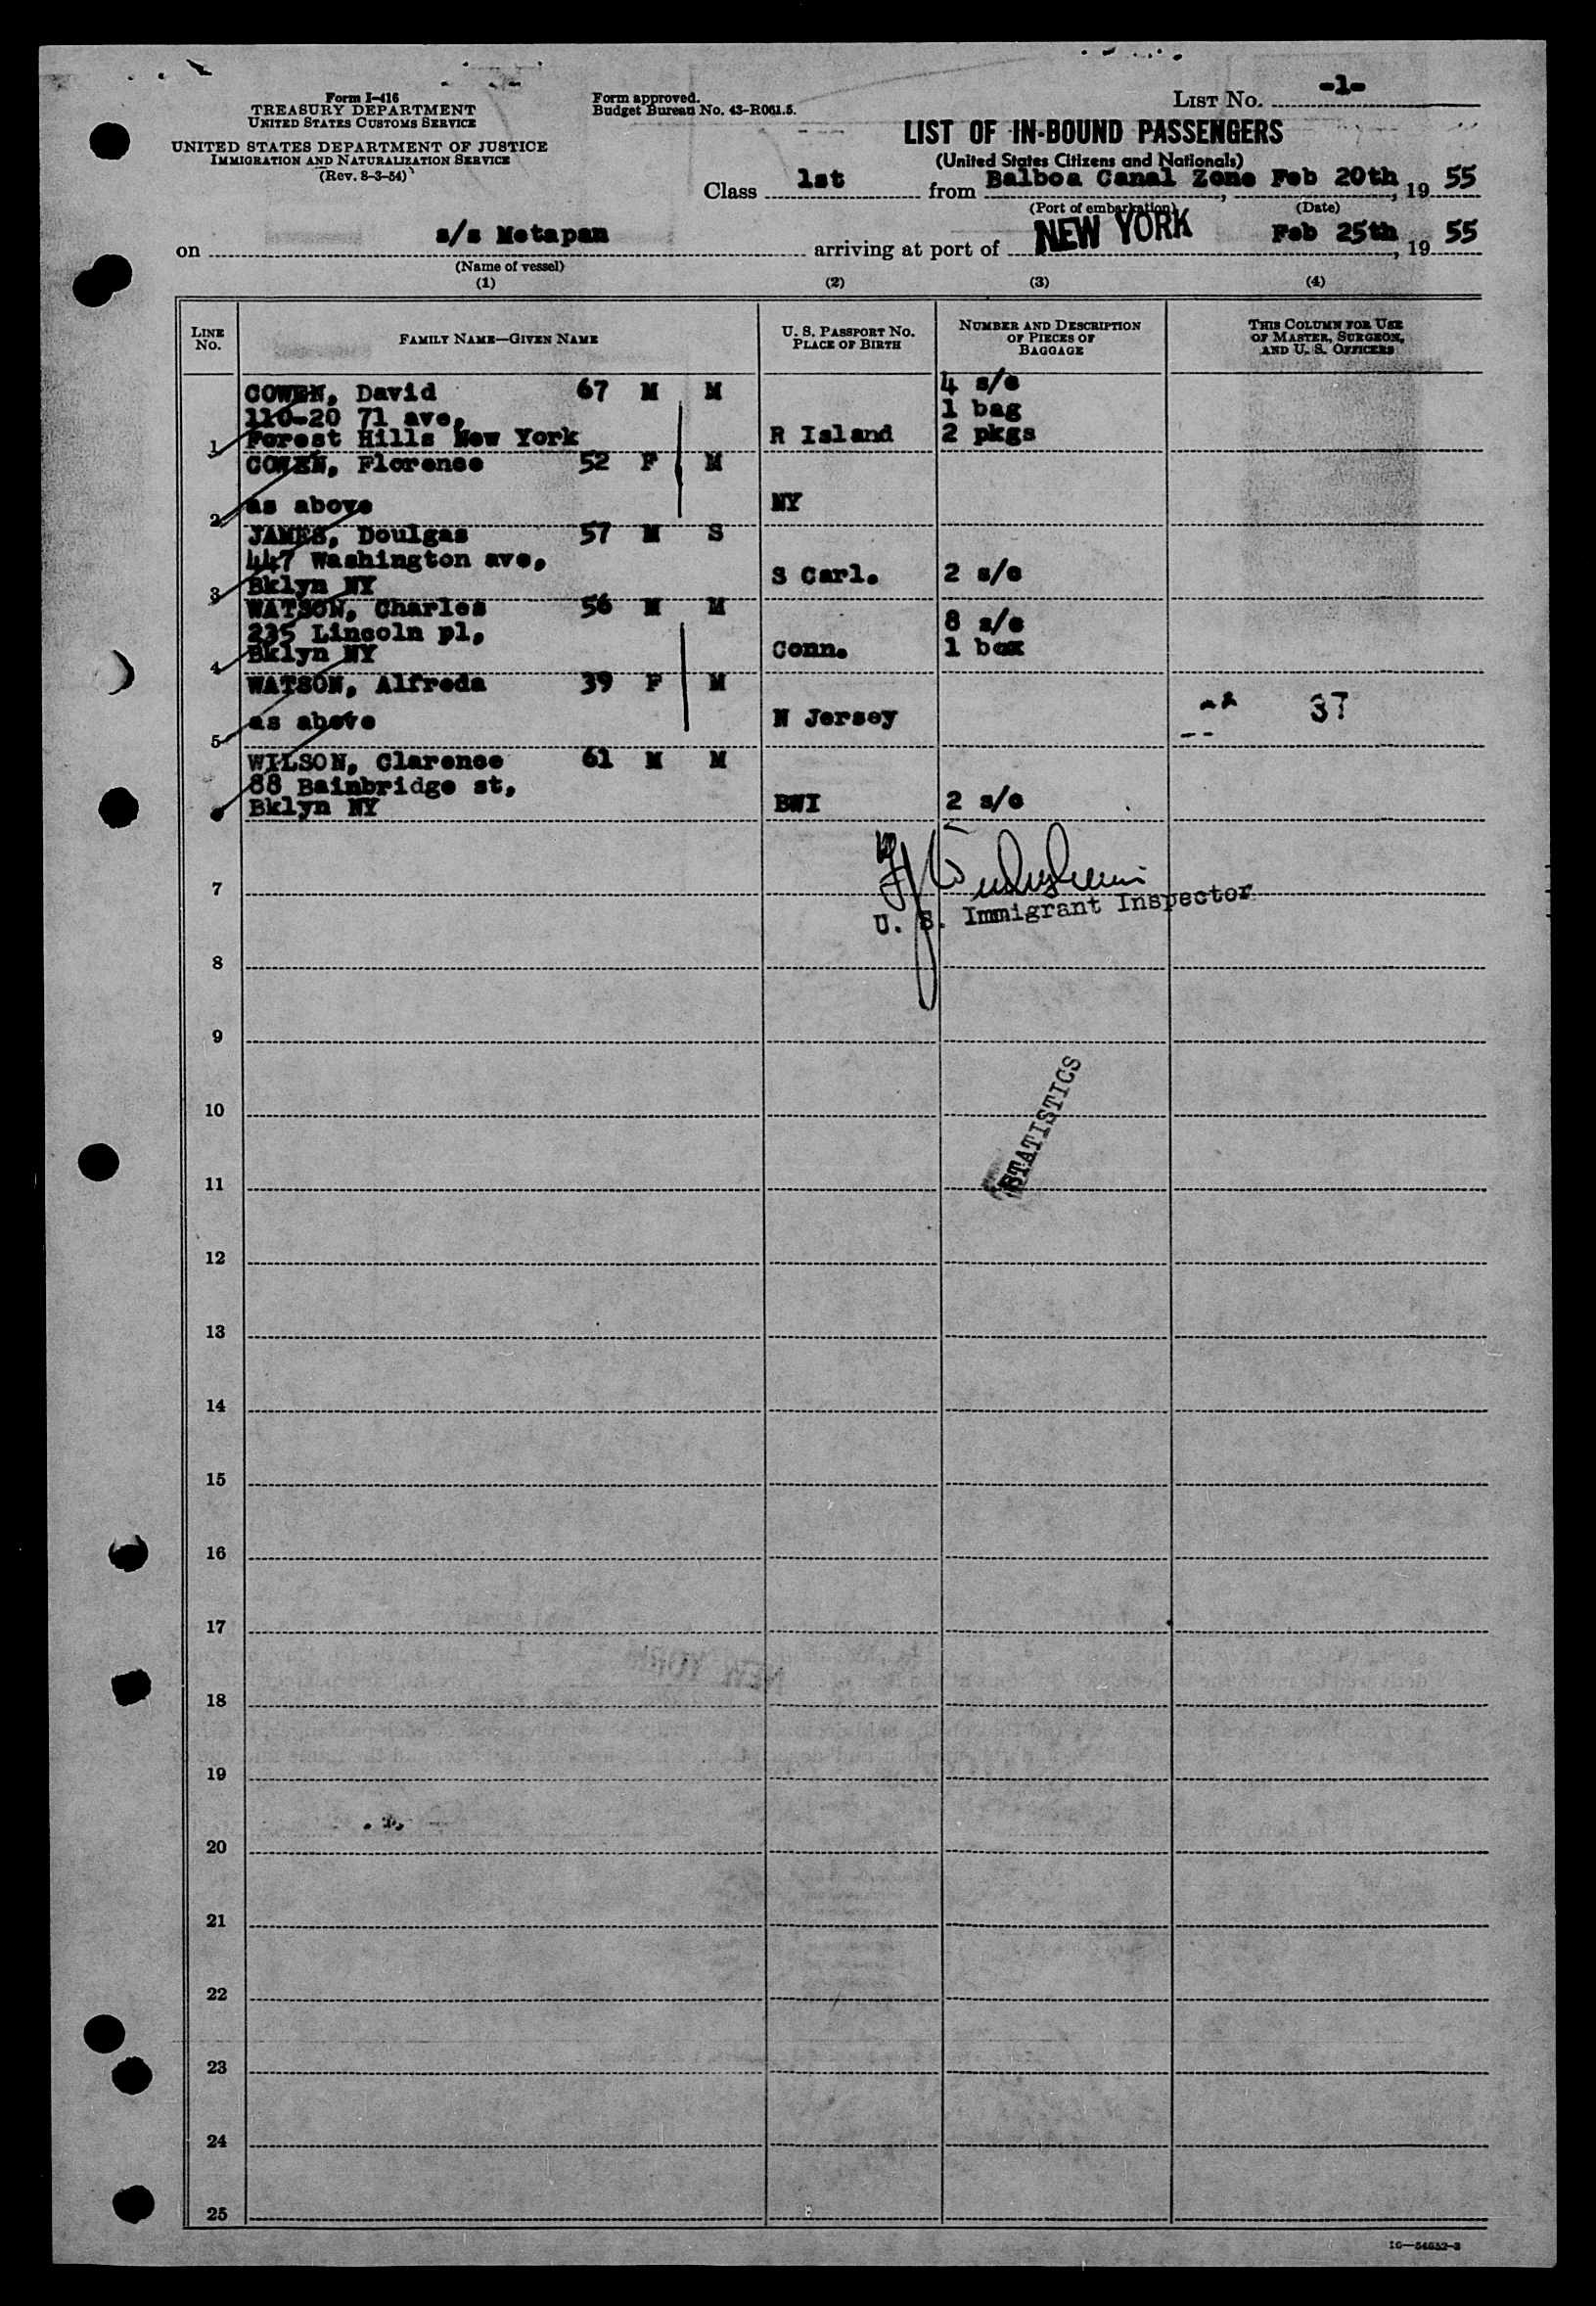 Form I-416
TREASURY DEPARTMENT
UNITED STATES CUSTOMS SERVICE
UNITED STATES DEPARTMENT OF JUSTICE
IMMIGRATION AND NATURALIZATION SERVICE
(Rev. 8-3-54)
Form approved.
Budget Bureau No. 43-R061.5.
LIST NO. -1-
LIST OF IN-BOUND PASSENGERS
(United States Citizens and Nationals)
Class 1st from Balboa Canal Zone, Feb 20th, 19 55
(Port of embarkation) (Date)
on s/s Metapan arriving at port of NEW YORK Feb 25th, 19 55
(Name of vessel)
(1) (2) (3) (4)
LINE NO. FAMILY NAME—GIVEN NAME U. S. PASSPORT NO. PLACE OF BIRTH NUMBER AND DESCRIPTION OF PIECES OF BAGGAGE THIS COLUMN FOR USE OF MASTER, SURGEON, AND U. S. OFFICERS
COWEN, David 67 M M 4 s/c
110-20 71 ave, 1 bag
1 Forest Hills New York R Island 2 pkgs
COWEN, Florence 52 F M
2 as above NY
JAMES, Doulgas 57 M S
447 Washington ave,
3 Bklyn NY S Carl. 2 s/c
WATSON, Charles 56 M M
235 Lincoln pl, 8 s/c
4 Bklyn NY Conn. 1 box
WATSON, Alfreda 39 F M
5 as above N Jersey 37
WILSON, Clarence 61 M M
88 Bainbridge st,
Bklyn NY BWI 2 s/c
7
U. S. Immigrant Inspector
8
9
10
STATISTICS
11
12
13
14
15
16
17
NEW YORK
18
19
20
21
22
23
24
25